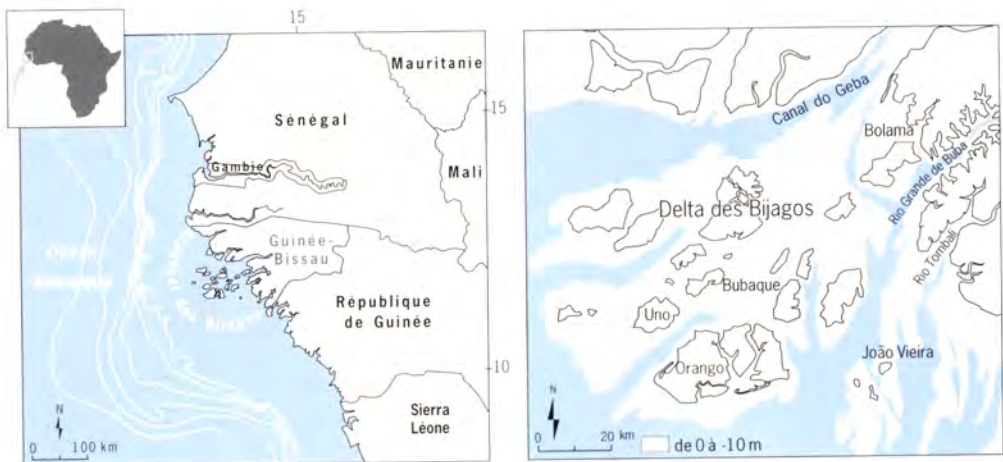 15
Mauritanie
15
Sénégal
Mali
Gambie
Guinée-
Bissau
République
de Guinée
10
Sierra
Léone
N
0 100 km
Canal do Geba
Bolama
Rio Grande de Buba
Delta des Bijagos
Rio Tombali
Bubaque
Uno
João Vieira
Orango
N
0 20 km
de 0 à -10 m